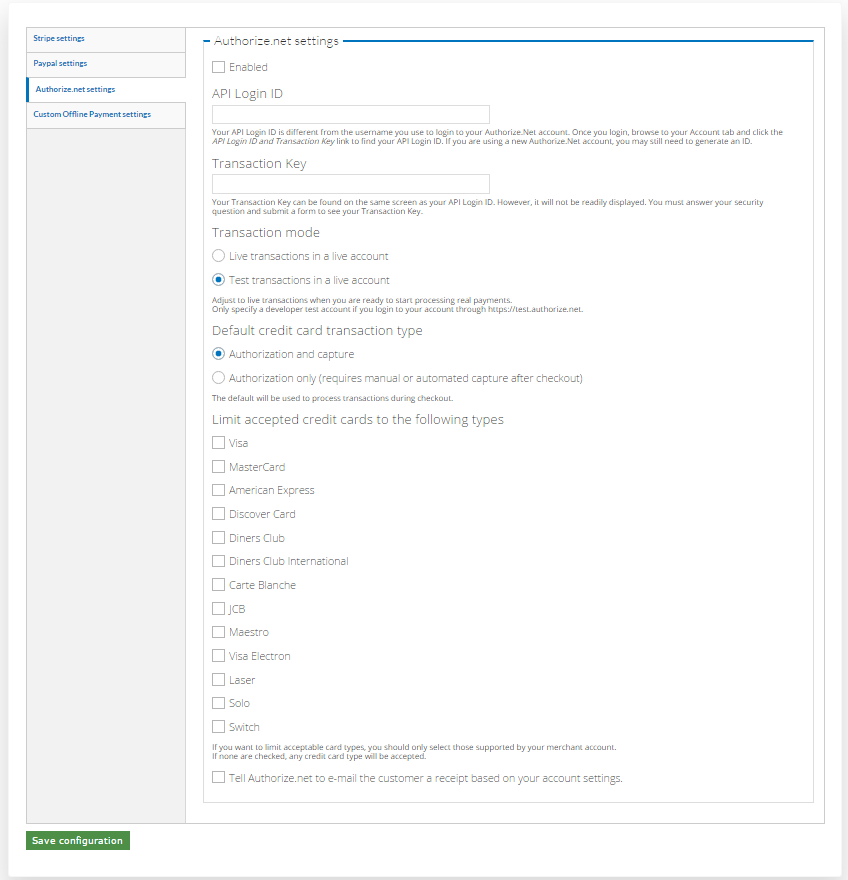 Stripe settings
Paypal settings
Authorize.net settings
Custom Offline Payment settings
Authorize.net settings
Enabled
API Login ID
Your API Login ID is different from the username you use to login to your Authorize.Net account. Once you login, browse to your Account tab and click the
API Login ID and Transaction Key link to find your API Login ID. If you are using a new Authorize.Net account, you may still need to generate an ID.
Transaction Key
Your Transaction Key can be found on the same screen as your API Login ID. However, it will not be readily displayed. You must answer your security
question and submit a form to see your Transaction Key.
Transaction mode
Live transactions in a live account
Test transactions in a live account
Adjust to live transactions when you are ready to start processing real payments.
Only specify a developer test account if you login to your account through https://test.authorize.net.
Default credit card transaction type
Authorization and capture
Authorization only (requires manual or automated capture after checkout)
The default will be used to process transactions during checkout.
Limit accepted credit cards to the following types
Visa
MasterCard
American Express
Discover Card
Diners Club
Diners Club International
Carte Blanche
JCB
Maestro
Visa Electron
Laser
Solo
Switch
If you want to limit acceptable card types, you should only select those supported by your merchant account.
If none are checked, any credit card type will be accepted.
Tell Authorize.net to e-mail the customer a receipt based on your account settings.
Save configuration